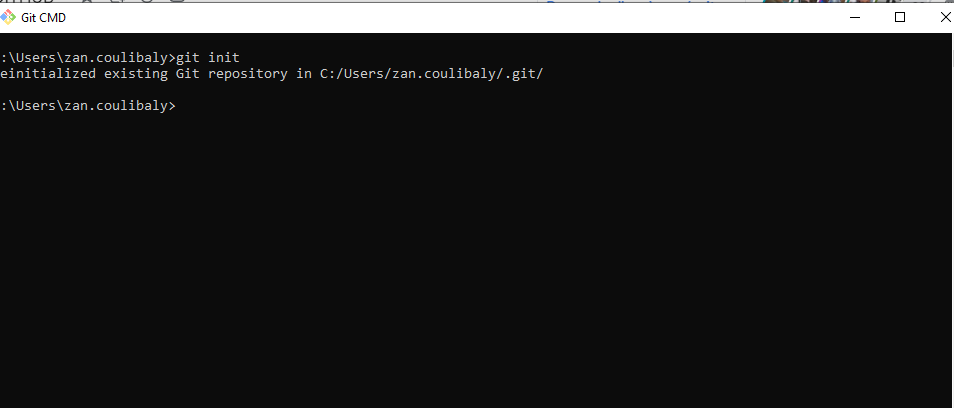 Git CMD
:\Users\zan.coulibaly>git init
einitialized existing Git repository in C:/Users/zan.coulibaly/.git/
:\Users\zan.coulibaly>